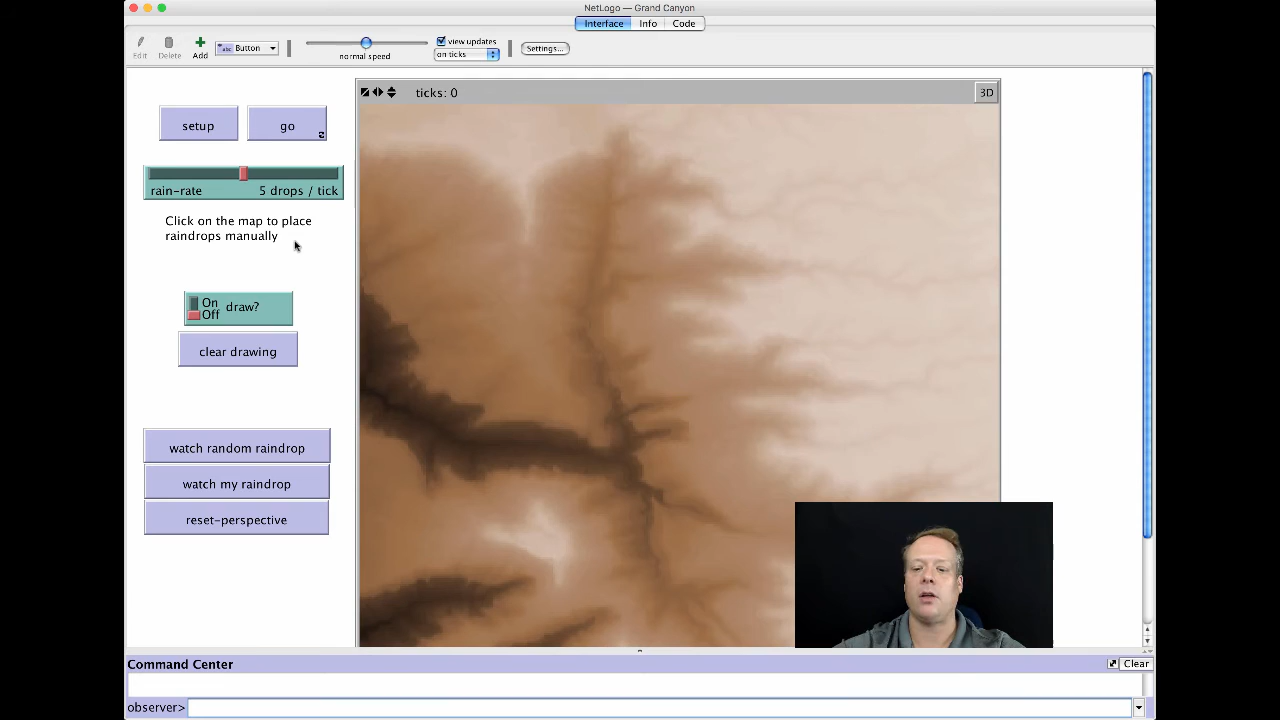 NetLogo — Grand Canyon
Interface Info Code
Edit Delete Add abc Button normal speed view updates on ticks Settings...
ticks: 0 3D
setup go
rain-rate 5 drops / tick
Click on the map to place
raindrops manually
On
Off draw?
clear drawing
watch random raindrop
watch my raindrop
reset-perspective
Command Center Clear
observer>